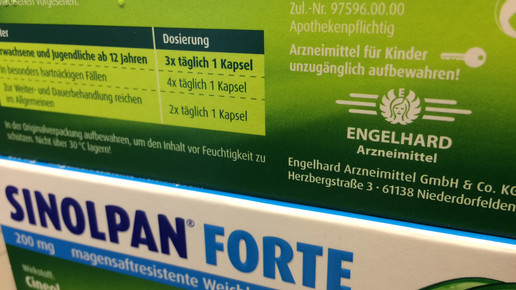 vorgesehen.
Zul.-Nr. 97596.00.00
Apothekenpflichtig
Arzneimittel für Kinder
unzugänglich aufbewahren!
Dosierung
Jugendliche ab 12 Jahren
3x täglich 1 Kapsel
In besonders hartnäckigen Fällen
4x täglich 1 Kapsel
Zur Weiter- und Dauerbehandlung reichen
im Allgemeinen
2x täglich 1 Kapsel
In der Originalverpackung aufbewahren, um den Inhalt vor Feuchtigkeit zu
schützen. Nicht über 30 °C lagern!
ENGELHARD
Arzneimittel
Engelhard Arzneimittel GmbH & Co. KG
Herzbergstraße 3 · 61138 Niederdorfelden
SINOLPAN® FORTE
200 mg magensaftresistente
Wirkstoff:
Cineol